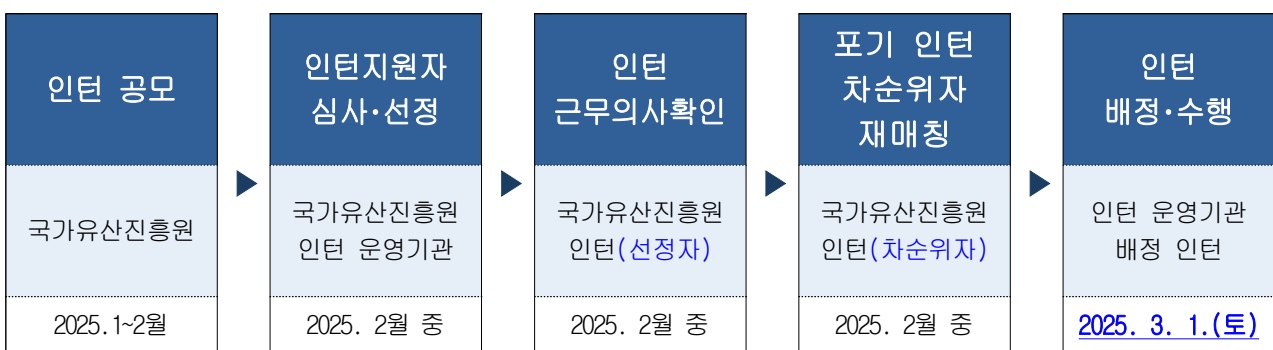 인턴 공모
국가유산진흥원
2025.1~2월
인턴지원자
심사·선정
국가유산진흥원
인턴 운영기관
2025. 2월 중
인턴
근무의사확인
국가유산진흥원
인턴(선정자)
2025. 2월 중
포기 인턴
차순위자
재매칭
국가유산진흥원
인턴(차순위자)
2025. 2월 중
인턴
배정·수행
인턴 운영기관
배정 인턴
2025. 3. 1.(토)